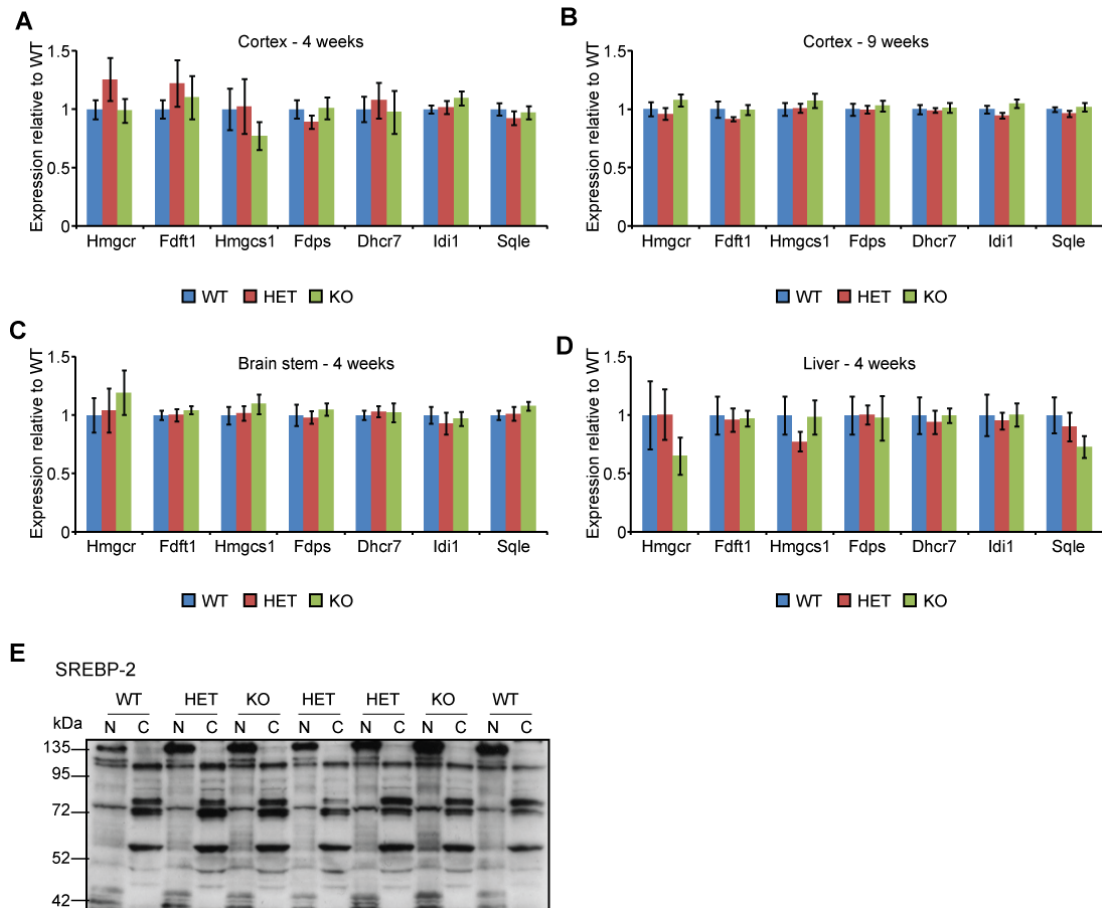 A
Cortex - 4 weeks
Expression relative to WT
1.5
1
0.5
0
Hmgcr Fdft1 Hmgcs1 Fdps Dhcr7 Idi1 Sqle
WT HET KO
B
Cortex - 9 weeks
Expression relative to WT
1.5
1
0.5
0
Hmgcr Fdft1 Hmgcs1 Fdps Dhcr7 Idi1 Sqle
WT HET KO
C
Brain stem - 4 weeks
Expression relative to WT
1.5
1
0.5
0
Hmgcr Fdft1 Hmgcs1 Fdps Dhcr7 Idi1 Sqle
WT HET KO
D
Liver - 4 weeks
Expression relative to WT
1.5
1
0.5
0
Hmgcr Fdft1 Hmgcs1 Fdps Dhcr7 Idi1 Sqle
WT HET KO
E
SREBP-2
WT HET KO HET HET KO WT
kDa N C N C N C N C N C N C N C
135
95
72
52
42